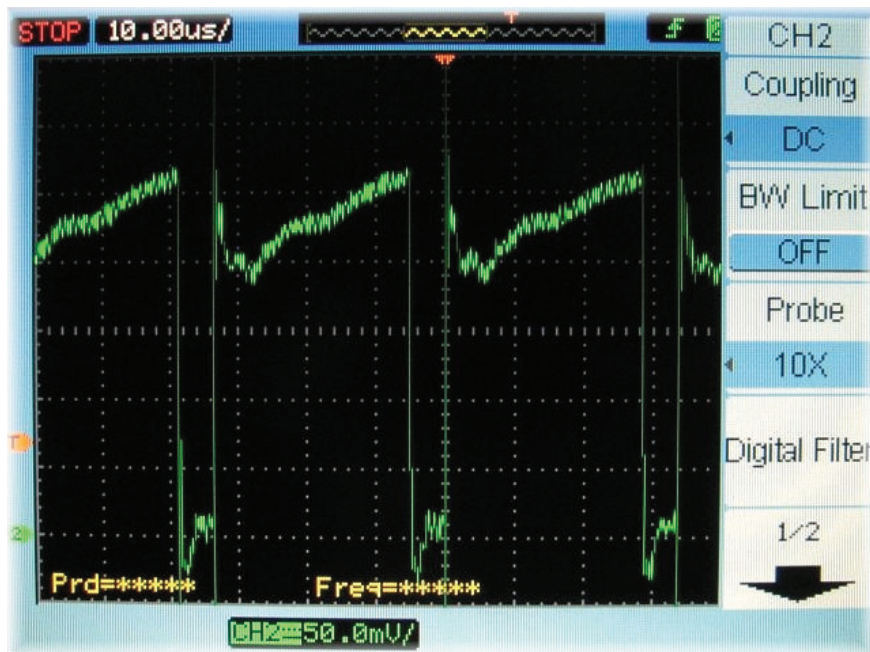 STOP 10.00us/
T
CH2
Coupling
DC
BW Limit
OFF
Probe
10X
Digital Filter
1/2
T
2
Prd=***** Freq=*****
CH2 50.0mV/